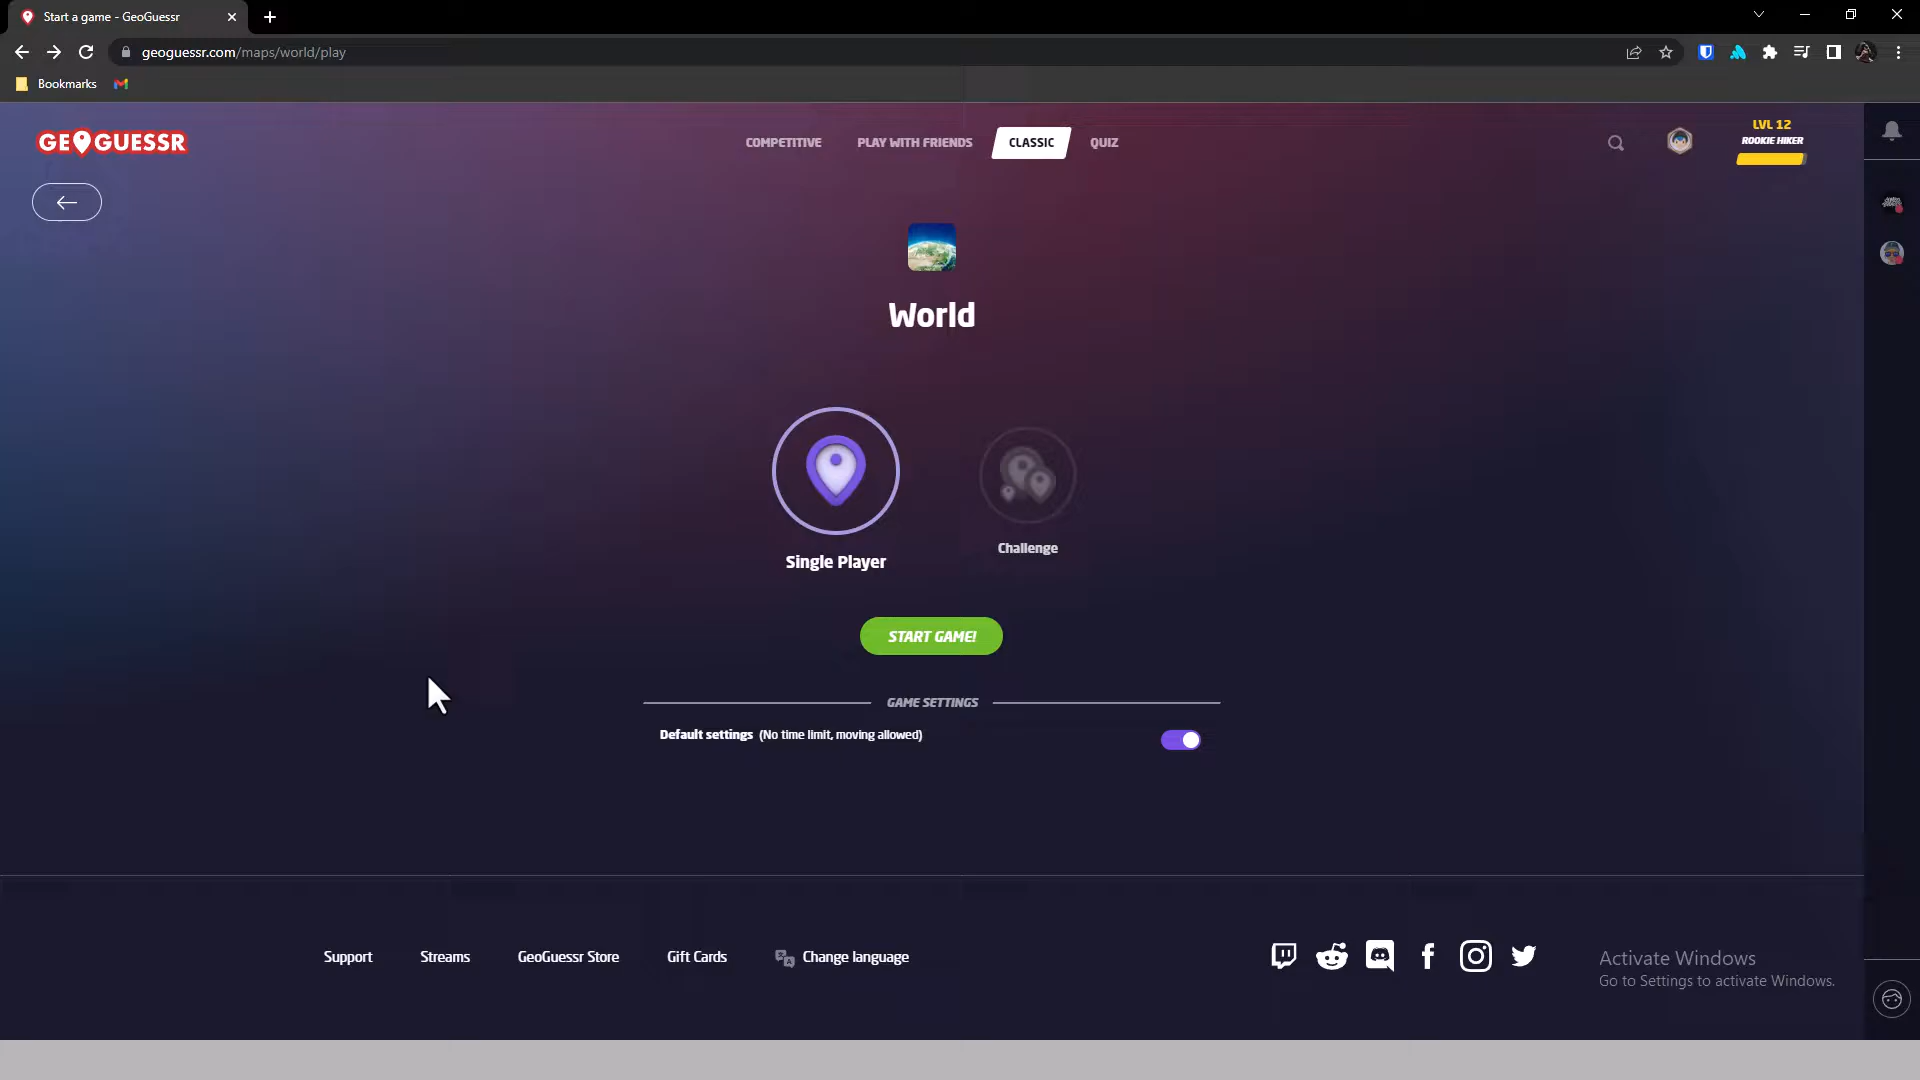 Start a game - GeoGuessr
geoguessr.com/maps/world/play
Bookmarks
GEOGUESSR
COMPETITIVE
PLAY WITH FRIENDS
CLASSIC
QUIZ
LVL 12
ROOKIE HIKER
World
Single Player
Challenge
START GAME!
GAME SETTINGS
Default settings (No time limit, moving allowed)
Support
Streams
GeoGuessr Store
Gift Cards
Change language
Activate Windows
Go to Settings to activate Windows.